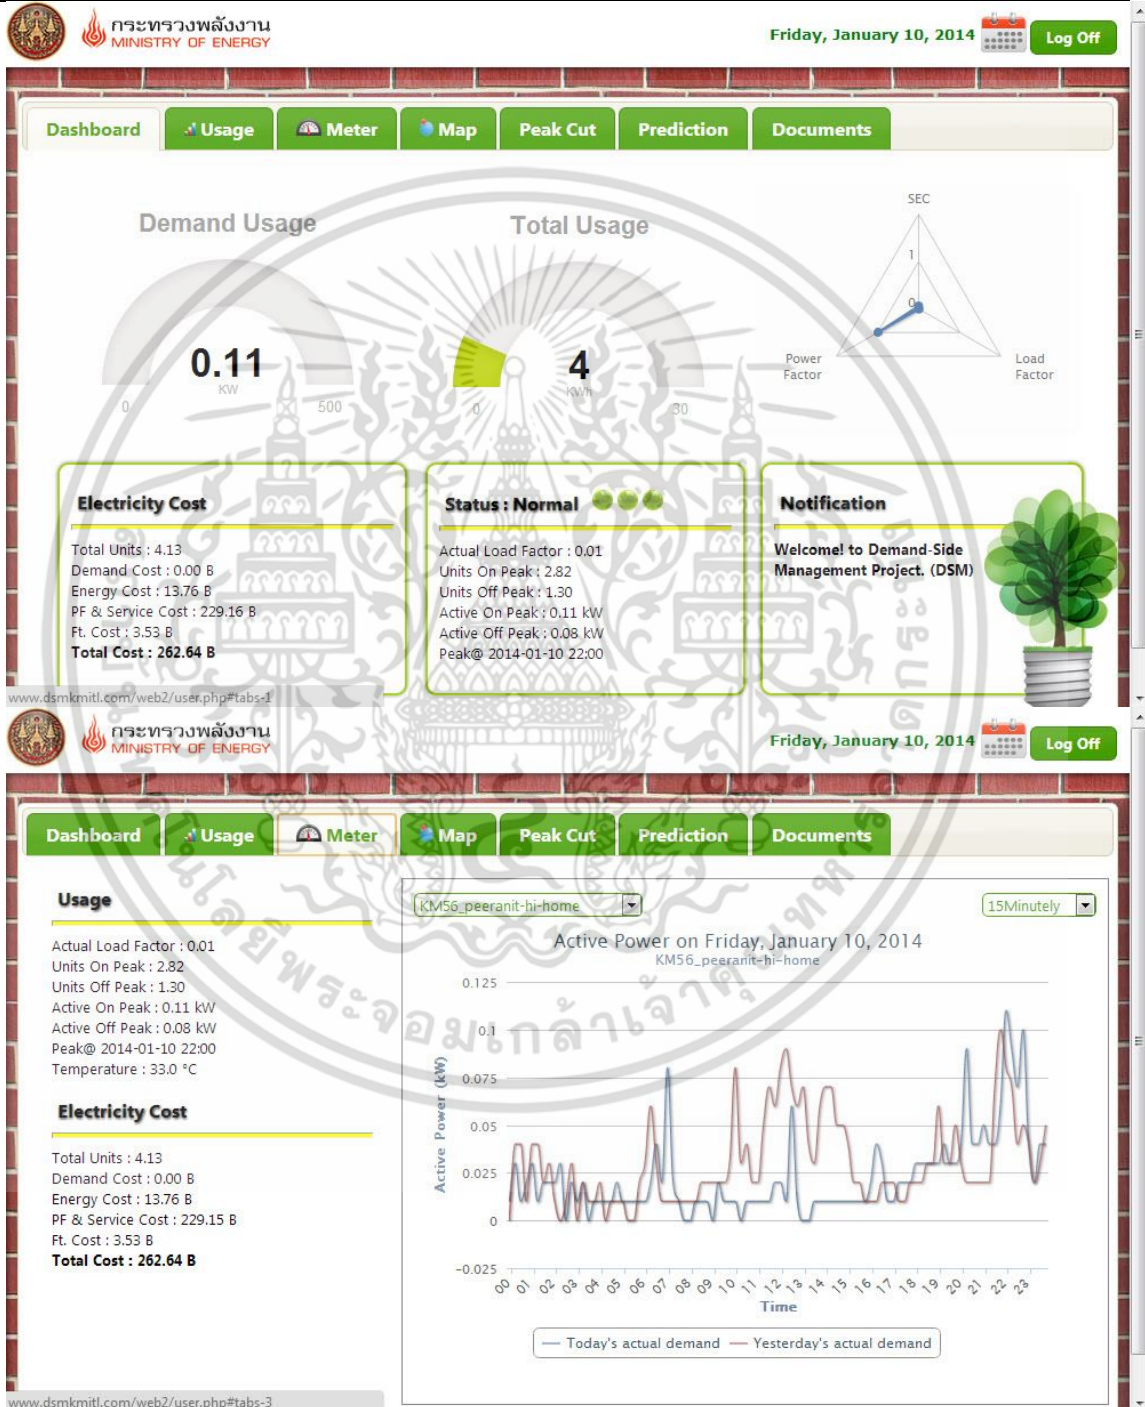 กระทรวงพลังงาน
MINISTRY OF ENERGY
Friday, January 10, 2014
Log Off
Dashboard
Usage
Meter
Map
Peak Cut
Prediction
Documents
Demand Usage
0.11
KW
0
500
Total Usage
4
KWh
0
30
SEC
1
0
Power
Factor
Load
Factor
Electricity Cost
Total Units : 4.13
Demand Cost : 0.00 B
Energy Cost : 13.76 B
PF & Service Cost : 229.16 B
Ft. Cost : 3.53 B
Total Cost : 262.64 B
Status : Normal
Actual Load Factor : 0.01
Units On Peak : 2.82
Units Off Peak : 1.30
Active On Peak : 0.11 kW
Active Off Peak : 0.08 kW
Peak@ 2014-01-10 22:00
Notification
Welcome! to Demand-Side
Management Project. (DSM)
www.dsmkmitl.com/web2/user.php#tabs-1
กระทรวงพลังงาน
MINISTRY OF ENERGY
Friday, January 10, 2014
Log Off
Dashboard
Usage
Meter
Map
Peak Cut
Prediction
Documents
Usage
Actual Load Factor : 0.01
Units On Peak : 2.82
Units Off Peak : 1.30
Active On Peak : 0.11 kW
Active Off Peak : 0.08 kW
Peak@ 2014-01-10 22:00
Temperature : 33.0 °C
Electricity Cost
Total Units : 4.13
Demand Cost : 0.00 B
Energy Cost : 13.76 B
PF & Service Cost : 229.15 B
Ft. Cost : 3.53 B
Total Cost : 262.64 B
KM56_peeranit-hi-home
15Minutely
Active Power on Friday, January 10, 2014
KM56_peeranit-hi-home
Active Power (kW)
0.125
0.1
0.075
0.05
0.025
0
-0.025
00 01 02 03 04 05 06 07 08 09 10 11 12 13 14 15 16 17 18 19 20 21 22 23
Time
Today's actual demand
Yesterday's actual demand
www.dsmkmitl.com/web2/user.php#tabs-3